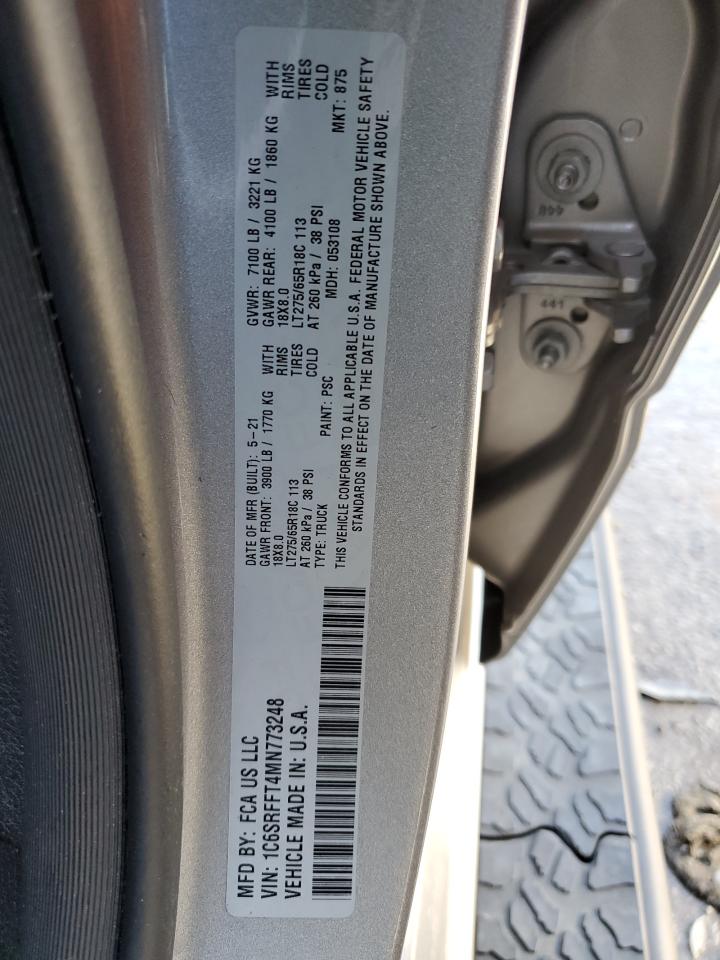 MFD BY: FCA US LLC
VIN: 1C6SRFFT4MN773248
VEHICLE MADE IN: U.S.A.
DATE OF MFR (BUILT): 5-21 GVWR: 7100 LB / 3221 KG
GAWR FRONT: 3900 LB / 1770 KG WITH GAWR REAR: 4100 LB / 1860 KG WITH
18X8.0 RIMS 18X8.0 RIMS
LT275/65R18C 113 TIRES LT275/65R18C 113 TIRES
AT 260 kPa / 38 PSI COLD AT 260 kPa / 38 PSI COLD
TYPE: TRUCK PAINT: PSC MDH: 053108 MKT: 875
THIS VEHICLE CONFORMS TO ALL APPLICABLE U.S.A. FEDERAL MOTOR VEHICLE SAFETY
STANDARDS IN EFFECT ON THE DATE OF MANUFACTURE SHOWN ABOVE.
441